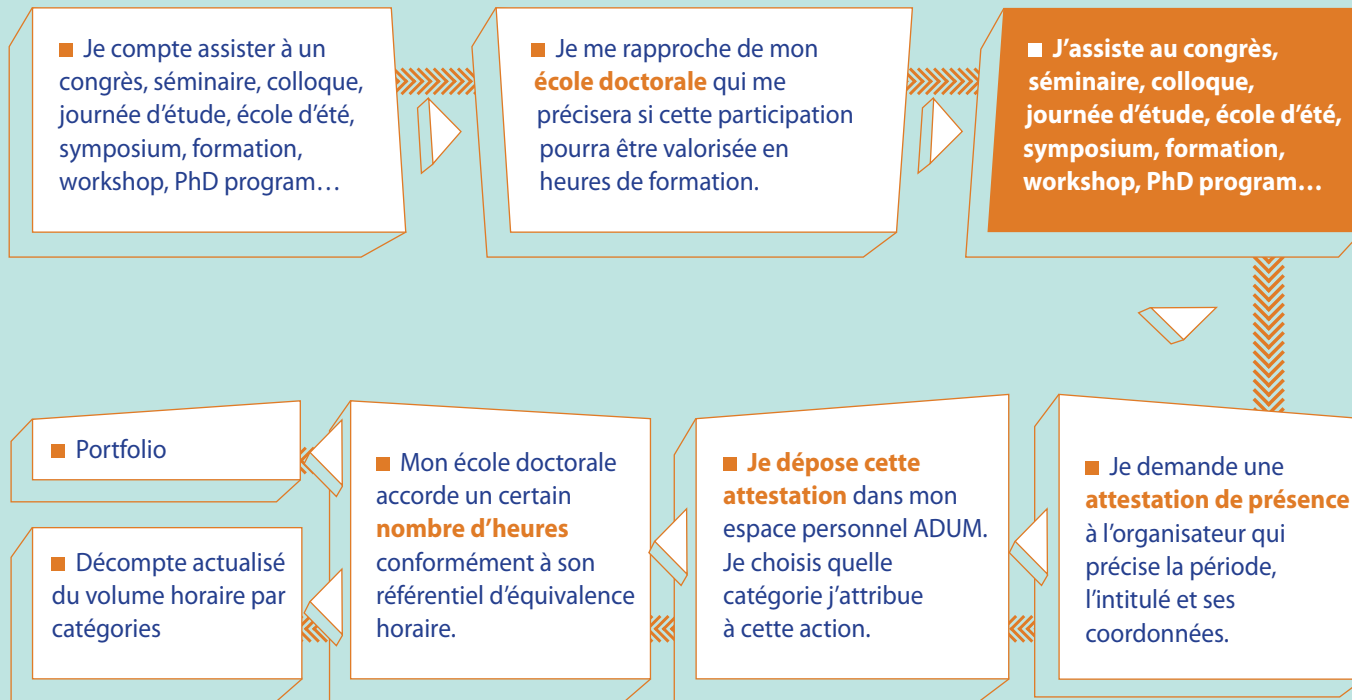 Je compte assister à un
congrès, séminaire, colloque,
journée d’étude, école d’été,
symposium, formation,
workshop, PhD program…
Je me rapproche de mon
école doctorale qui me
précisera si cette participation
pourra être valorisée en
heures de formation.
J’assiste au congrès,
séminaire, colloque,
journée d’étude, école d’été,
symposium, formation,
workshop, PhD program…
Je demande une
attestation de présence
à l’organisateur qui
précise la période,
l’intitulé et ses
coordonnées.
Je dépose cette
attestation dans mon
espace personnel ADUM.
Je choisis quelle
catégorie j’attribue
à cette action.
Mon école doctorale
accorde un certain
nombre d’heures
conformément à son
référentiel d’équivalence
horaire.
Portfolio
Décompte actualisé
du volume horaire par
catégories